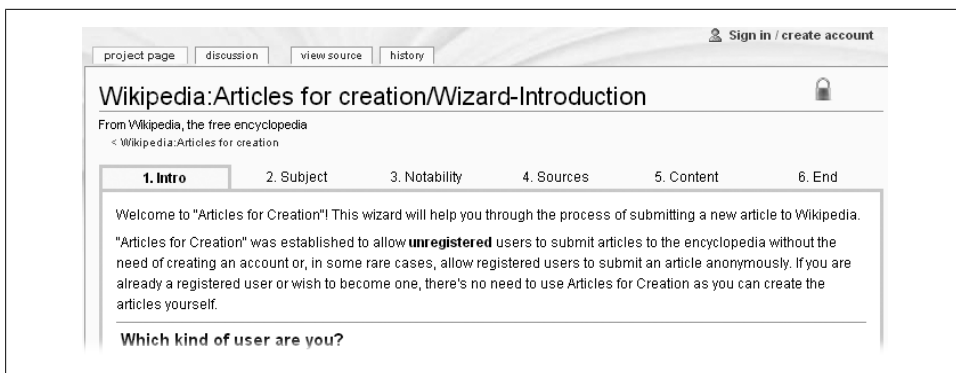 Sign in / create account
project page discussion view source history
Wikipedia:Articles for creation/Wizard-Introduction
From Wikipedia, the free encyclopedia
< Wikipedia:Articles for creation
1. Intro 2. Subject 3. Notability 4. Sources 5. Content 6. End
Welcome to "Articles for Creation"! This wizard will help you through the process of submitting a new article to Wikipedia.
"Articles for Creation" was established to allow unregistered users to submit articles to the encyclopedia without the
need of creating an account or, in some rare cases, allow registered users to submit an article anonymously. If you are
already a registered user or wish to become one, there's no need to use Articles for Creation as you can create the
articles yourself.
Which kind of user are you?